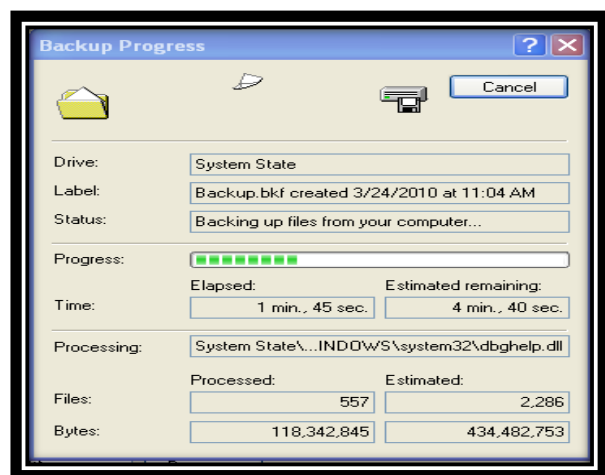 Backup Progress
Cancel
Drive: System State
Label: Backup.bkf created 3/24/2010 at 11:04 AM
Status: Backing up files from your computer...
Progress:
Elapsed: Estimated remaining:
Time: 1 min., 45 sec. 4 min., 40 sec.
Processing: System State\...INDOWS\system32\dbghelp.dll
Processed: Estimated:
Files: 557 2,286
Bytes: 118,342,845 434,482,753